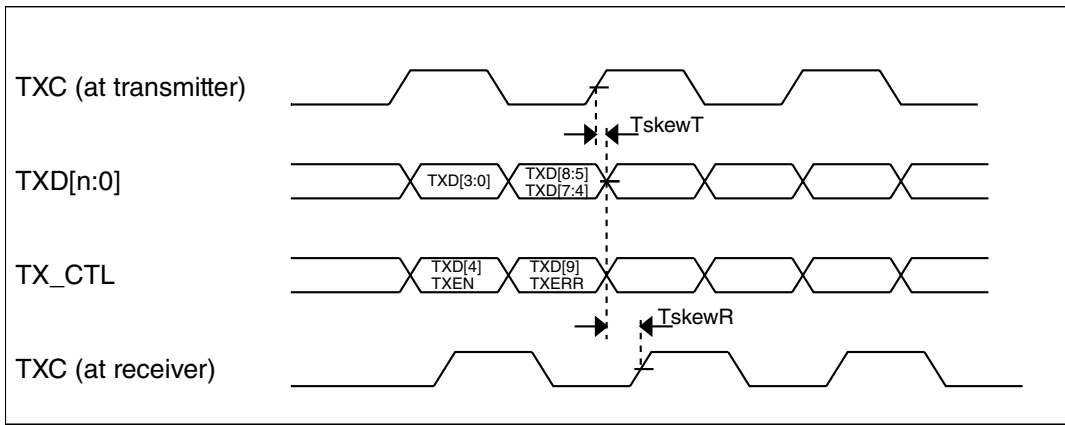 TXC (at transmitter)
TskewT
TXD[n:0]
TXD[3:0]
TXD[8:5]
TXD[7:4]
TX_CTL
TXD[4]
TXEN
TXD[9]
TXERR
TskewR
TXC (at receiver)